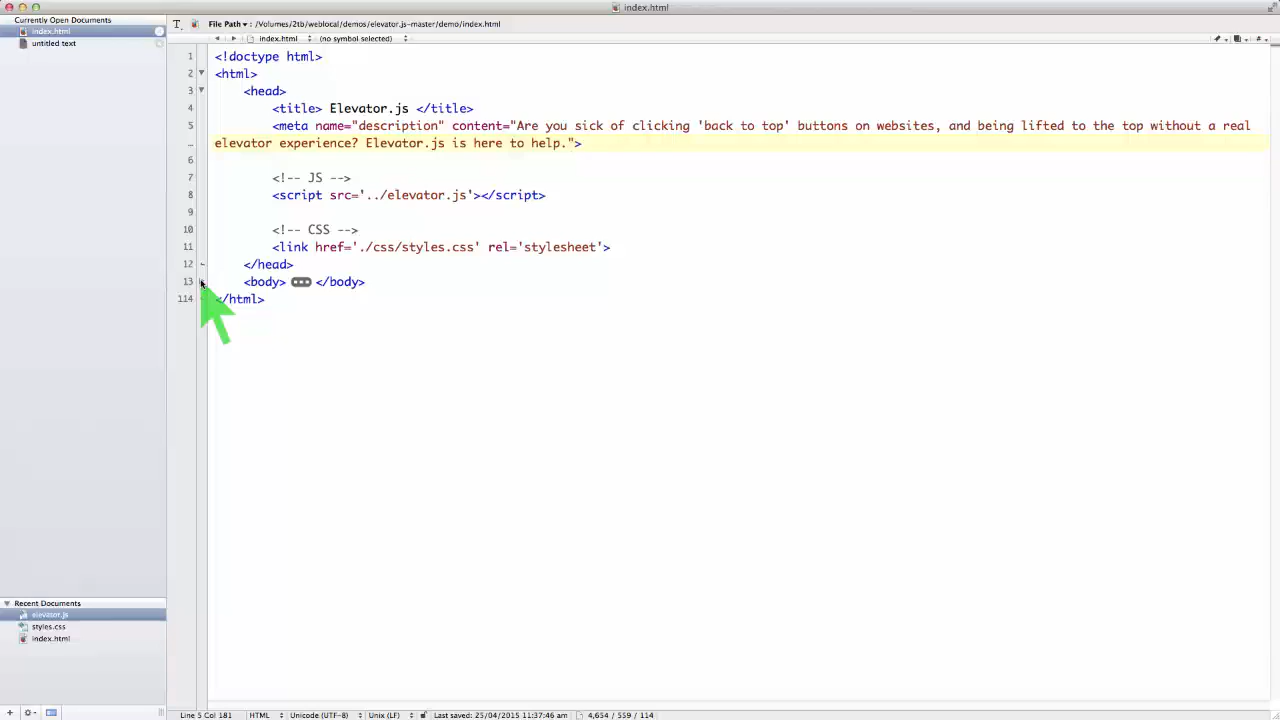 index.html
Currently Open Documents
index.html
untitled text
File Path ▾ : /Volumes/2tb/weblocal/demos/elevator.js-master/demo/index.html
index.html (no symbol selected)
1 <!doctype html>
2 <html>
3 <head>
4 <title> Elevator.js </title>
5 <meta name="description" content="Are you sick of clicking 'back to top' buttons on websites, and being lifted to the top without a real
… elevator experience? Elevator.js is here to help.">
6
7 <!-- JS -->
8 <script src='../elevator.js'></script>
9
10 <!-- CSS -->
11 <link href='./css/styles.css' rel='stylesheet'>
12 </head>
13 <body> ••• </body>
114 </html>
Recent Documents
elevator.js
styles.css
index.html
Line 5 Col 181 HTML Unicode (UTF-8) Unix (LF) Last saved: 25/04/2015 11:37:46 am 4,654 / 559 / 114